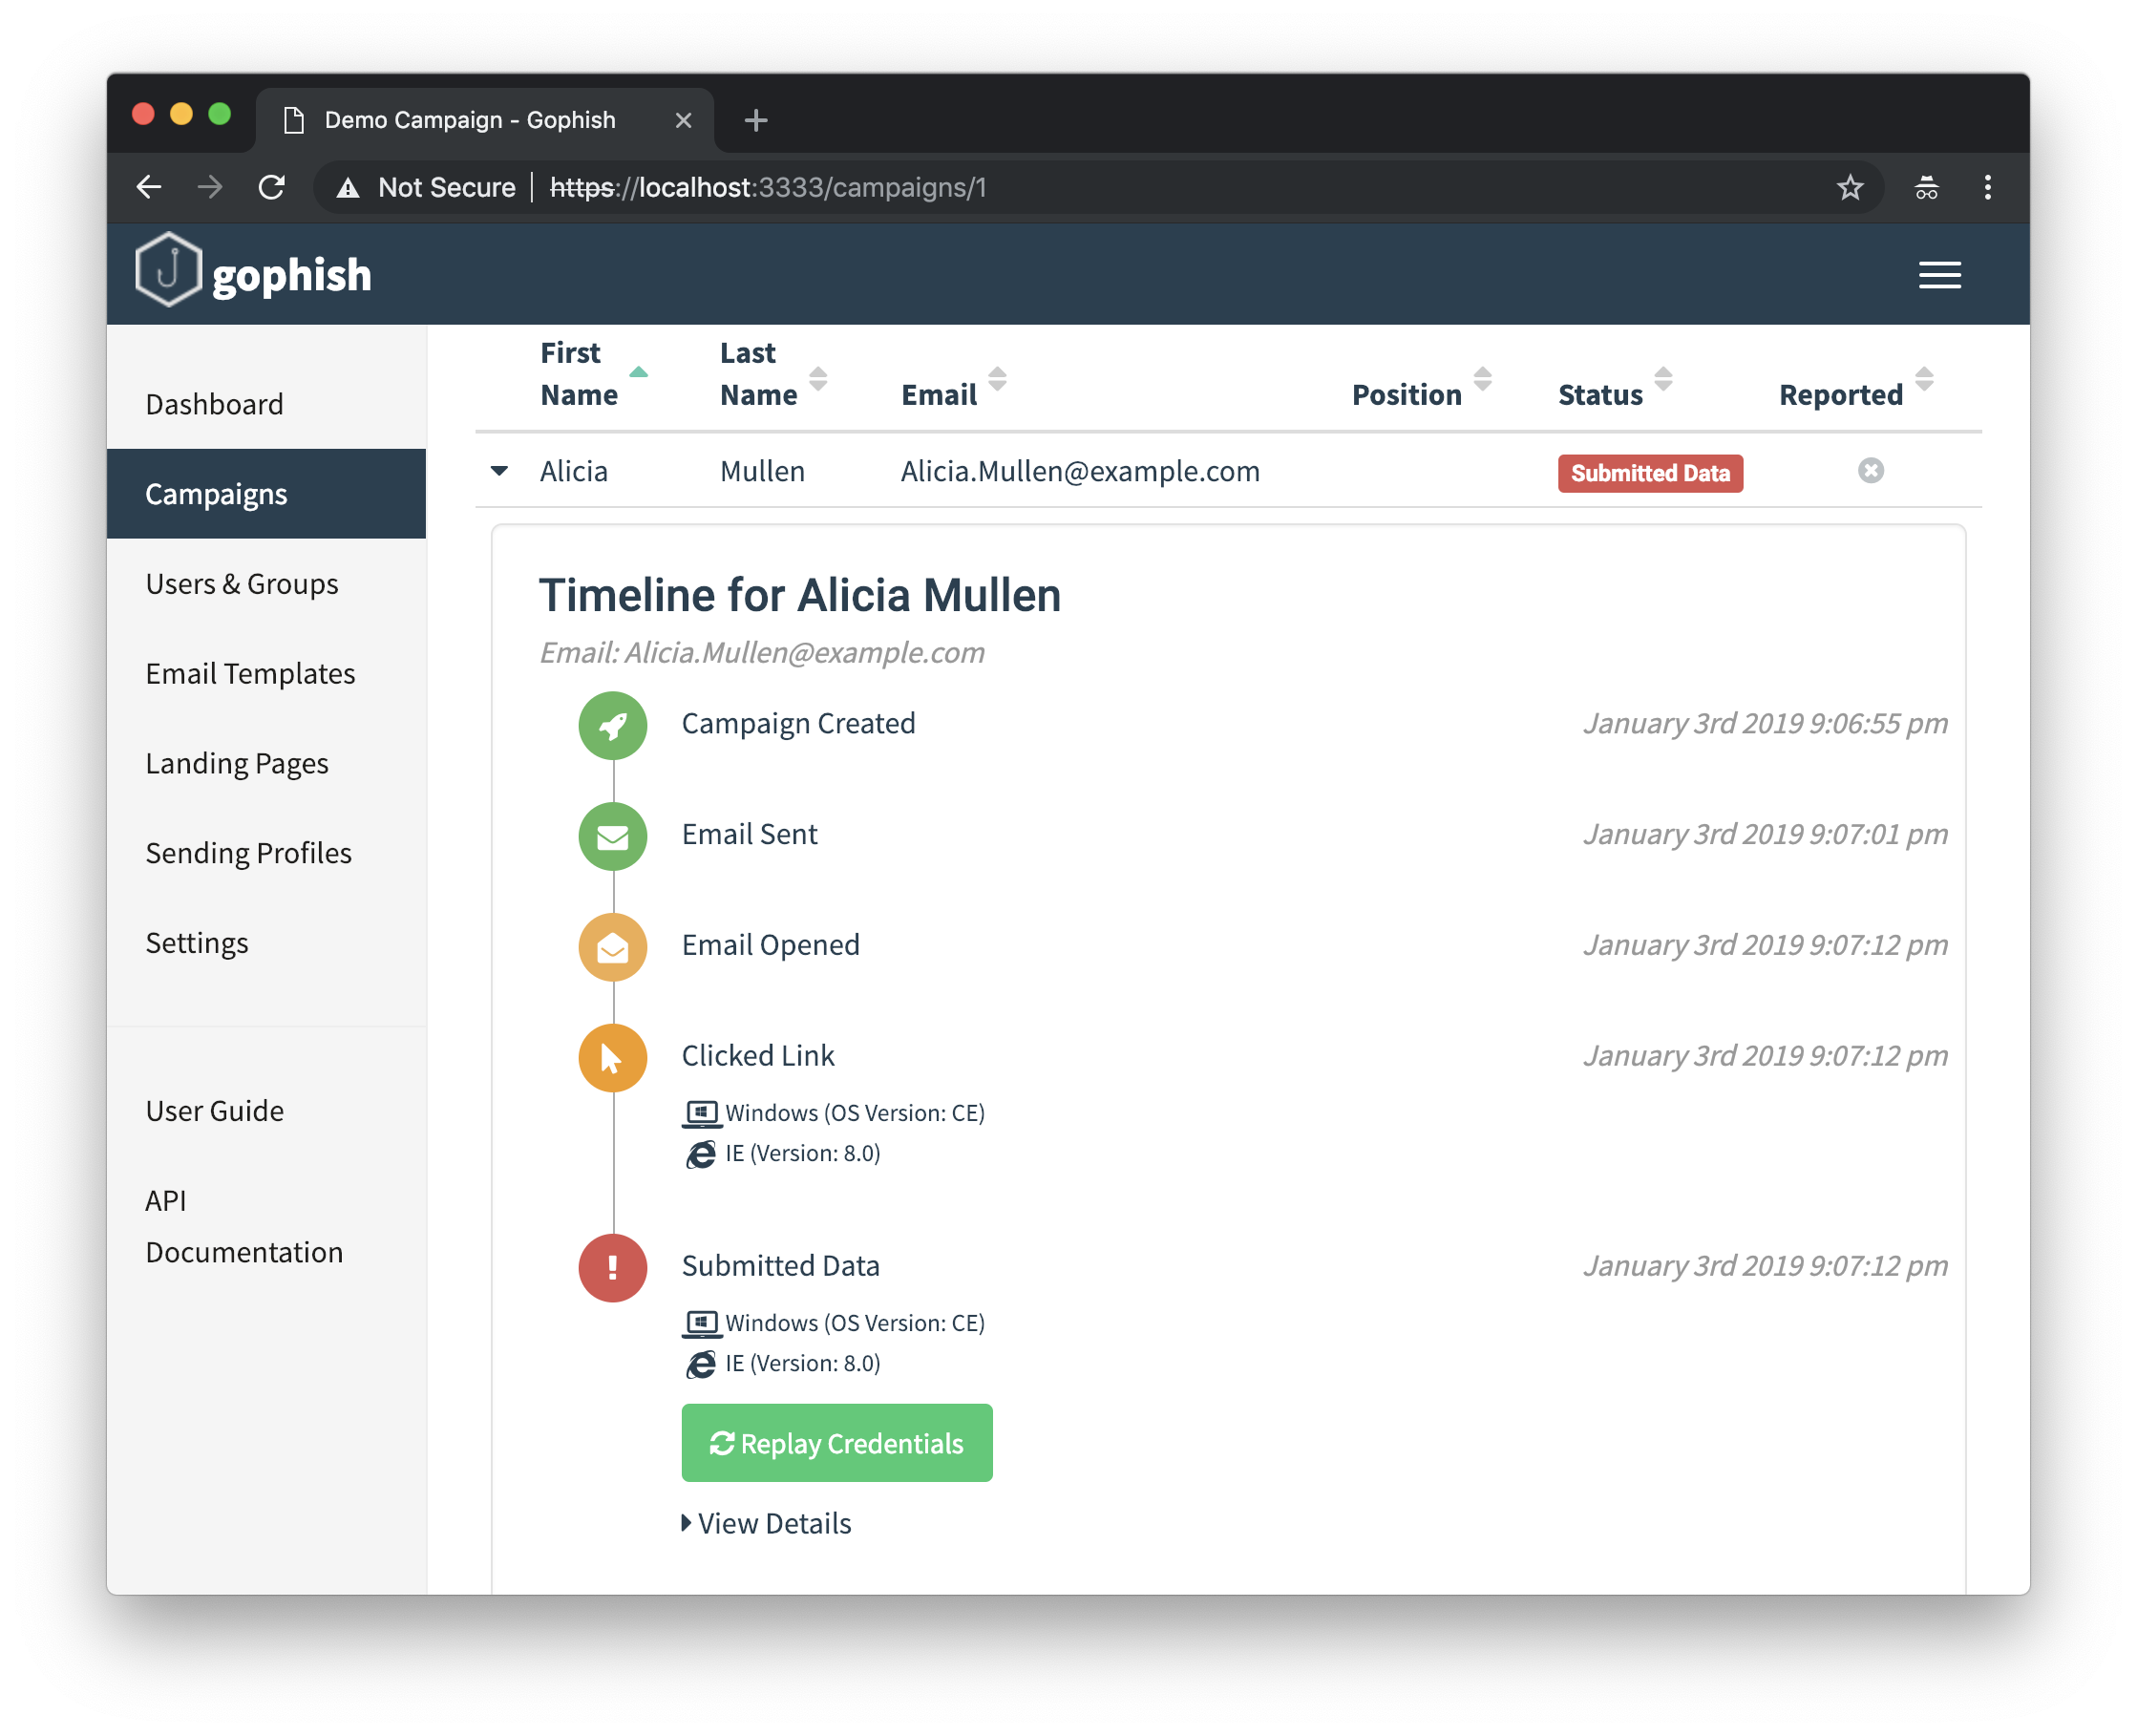 Demo Campaign - Gophish
Not Secure https://localhost:3333/campaigns/1
gophish
Dashboard
Campaigns
Users & Groups
Email Templates
Landing Pages
Sending Profiles
Settings
User Guide
API
Documentation
First
Name
Last
Name
Email
Position
Status
Reported
Alicia Mullen Alicia.Mullen@example.com Submitted Data
Timeline for Alicia Mullen
Email: Alicia.Mullen@example.com
Campaign Created January 3rd 2019 9:06:55 pm
Email Sent January 3rd 2019 9:07:01 pm
Email Opened January 3rd 2019 9:07:12 pm
Clicked Link January 3rd 2019 9:07:12 pm
Windows (OS Version: CE)
IE (Version: 8.0)
Submitted Data January 3rd 2019 9:07:12 pm
Windows (OS Version: CE)
IE (Version: 8.0)
Replay Credentials
View Details